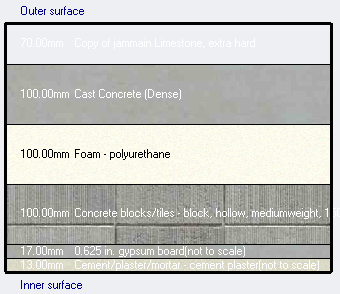 Outer surface
70.00mm Copy of jammain Limestone, extra hard
100.00mm Cast Concrete (Dense)
100.00mm Foam - polyurethane
100.00mm Concrete blocks/tiles - block, hollow, mediumweight,
17.00mm 0.625 in. gypsum board(not to scale)
13.00mm Cement/plaster/mortar - cement plaster(not to scale)
Inner surface